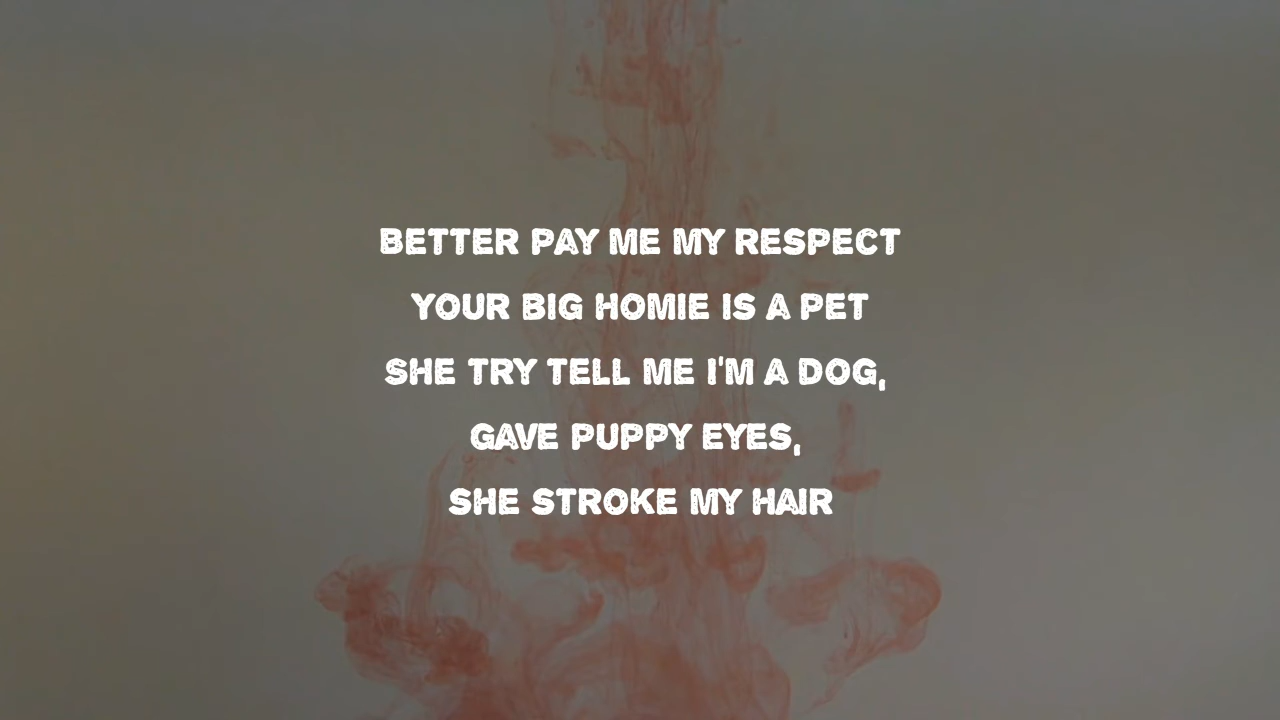 BETTER PAY ME MY RESPECT
YOUR BIG HOMIE IS A PET
SHE TRY TELL ME I'M A DOG,
GAVE PUPPY EYES,
SHE STROKE MY HAIR